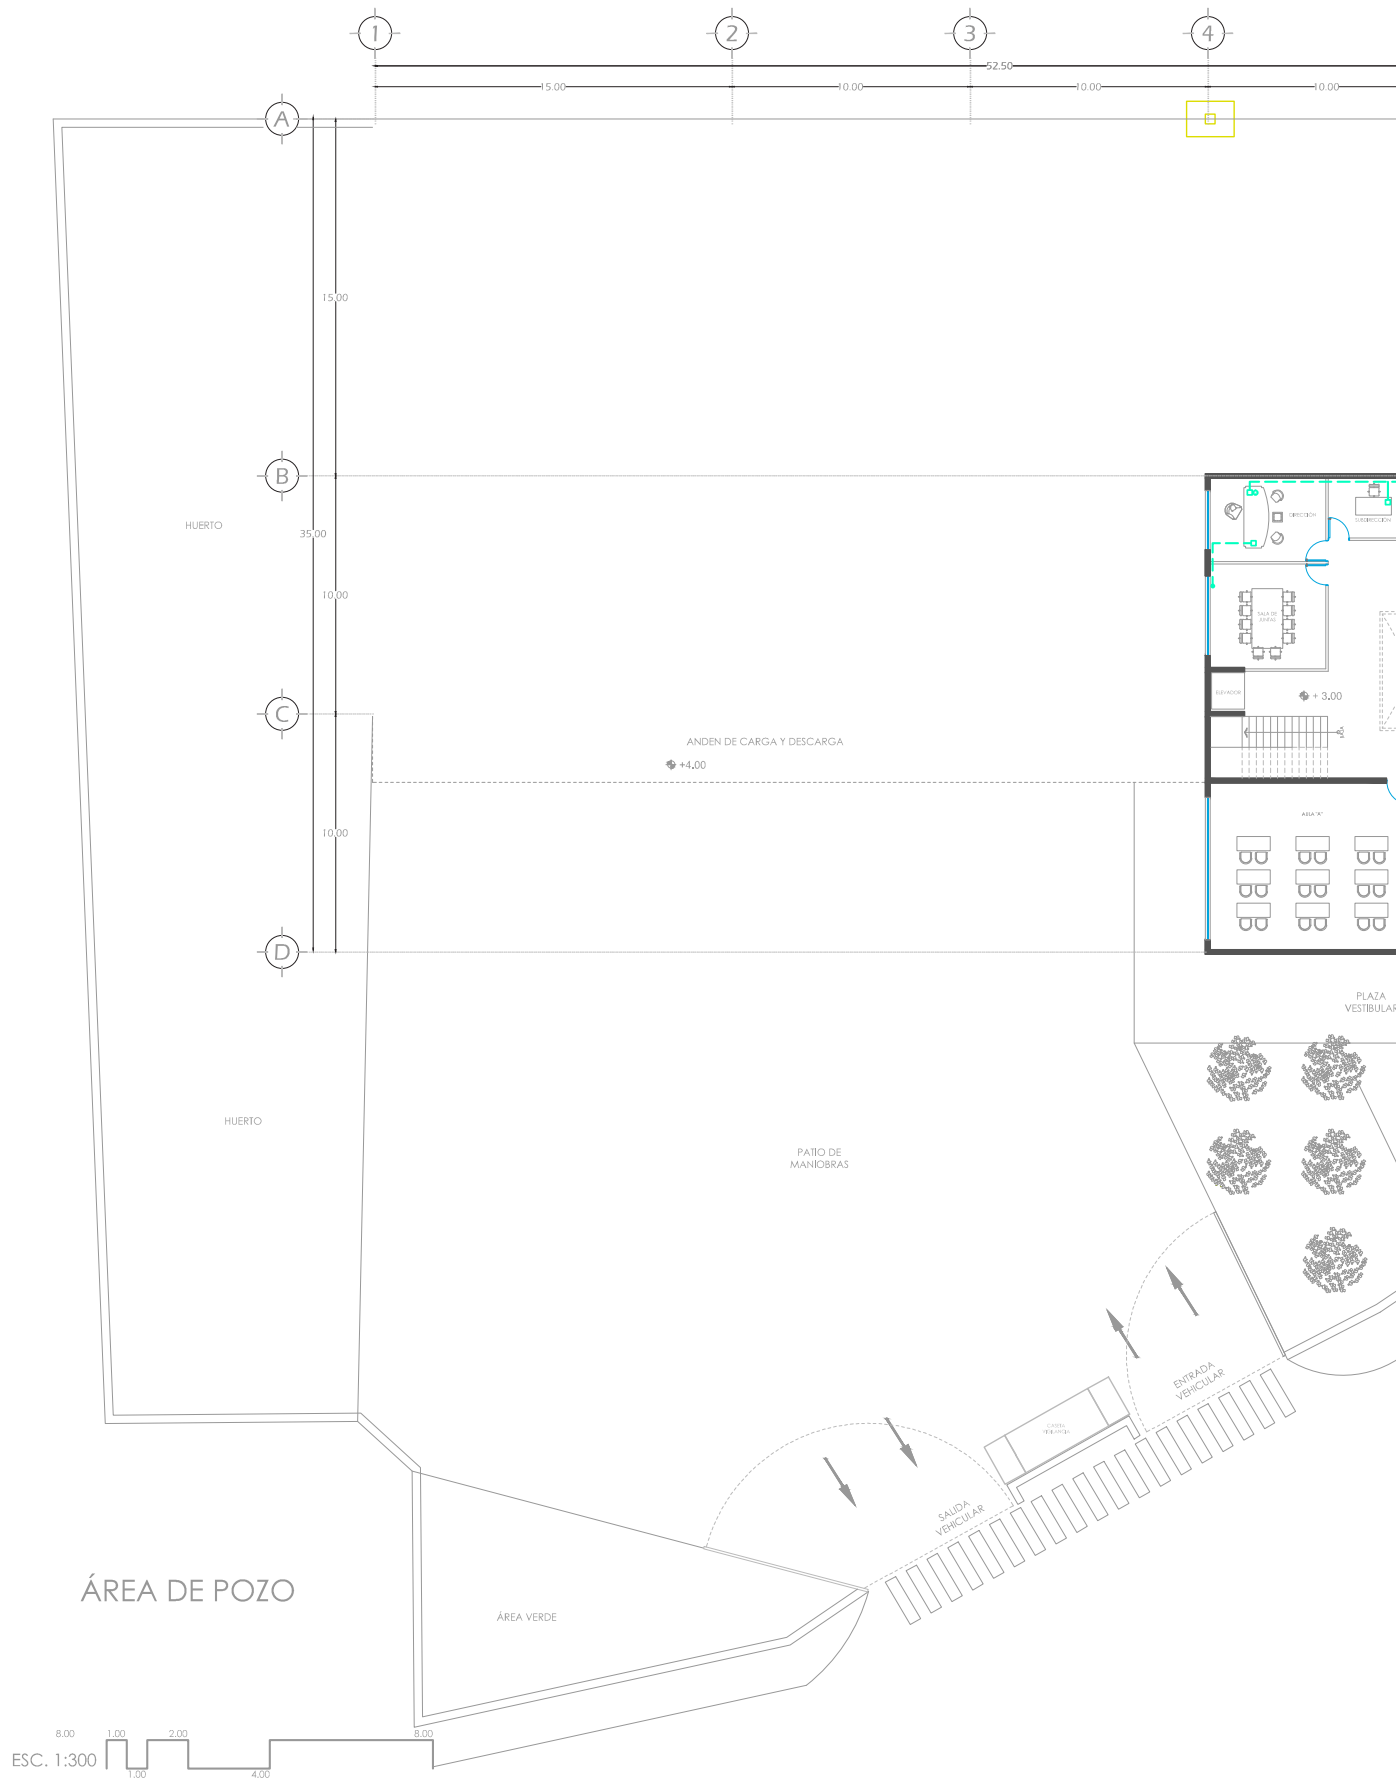 1
2
3
4
52.50
15.00
10.00
10.00
10.00
A
15.00
B
HUERTO
35.00
DIRECCIÓN
SUBDIRECCIÓN
10.00
SALA DE
JUNTAS
ELEVADOR
+ 3.00
C
BAJA
ANDEN DE CARGA Y DESCARGA
+4.00
10.00
AULA "A"
D
PLAZA
VESTIBULAR
HUERTO
PATIO DE
MANIOBRAS
ENTRADA
VEHICULAR
CASETA
VIGILANCIA
SALIDA
VEHICULAR
ÁREA DE POZO
ÁREA VERDE
8.00
1.00
2.00
8.00
ESC. 1:300
1.00
4.00